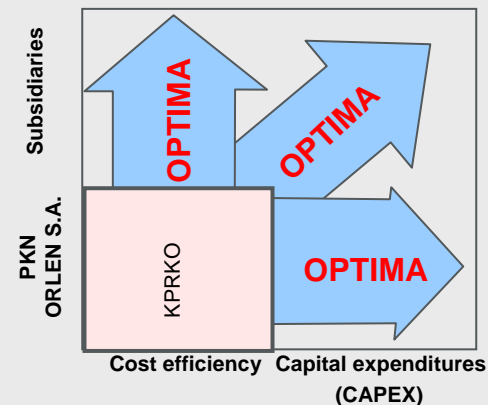 Subsidiaries
PKN
ORLEN S.A.
OPTIMA
OPTIMA
KPRKO
OPTIMA
Cost efficiency
Capital expenditures
(CAPEX)